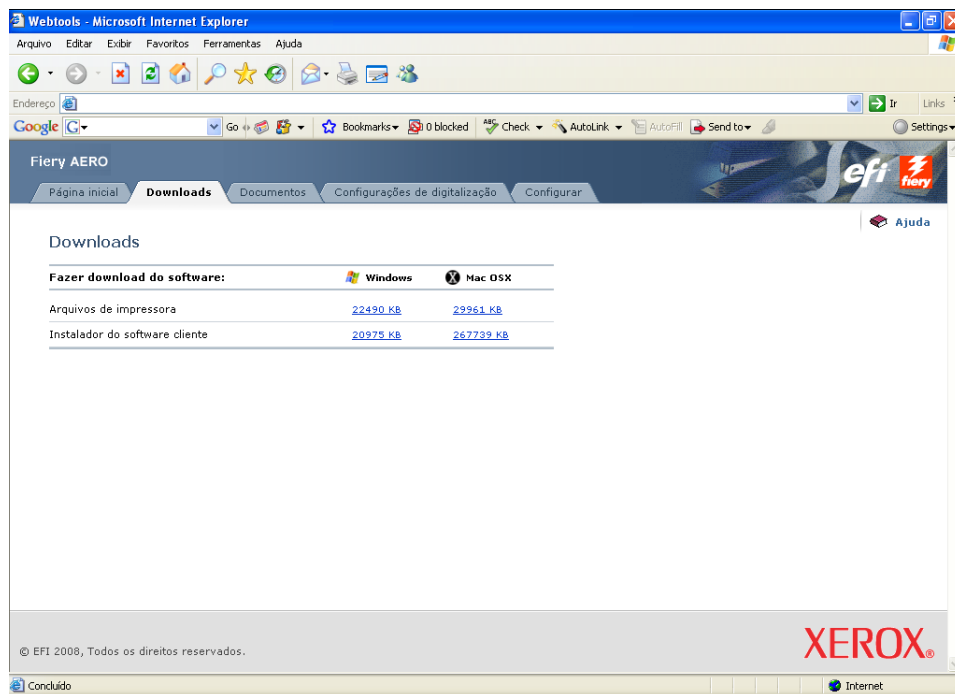 Webtools - Microsoft Internet Explorer
Arquivo Editar Exibir Favoritos Ferramentas Ajuda
Endereço Ir Links
Google G Go Bookmarks 0 blocked ABC Check AutoLink AutoFill Send to Settings
Fiery AERO
efi fiery
Página inicial Downloads Documentos Configurações de digitalização Configurar
Ajuda
Downloads
Fazer download do software: Windows Mac OSX
Arquivos de impressora 22490 KB 29961 KB
Instalador do software cliente 20975 KB 267739 KB
XEROX®
© EFI 2008, Todos os direitos reservados.
Concluído Internet